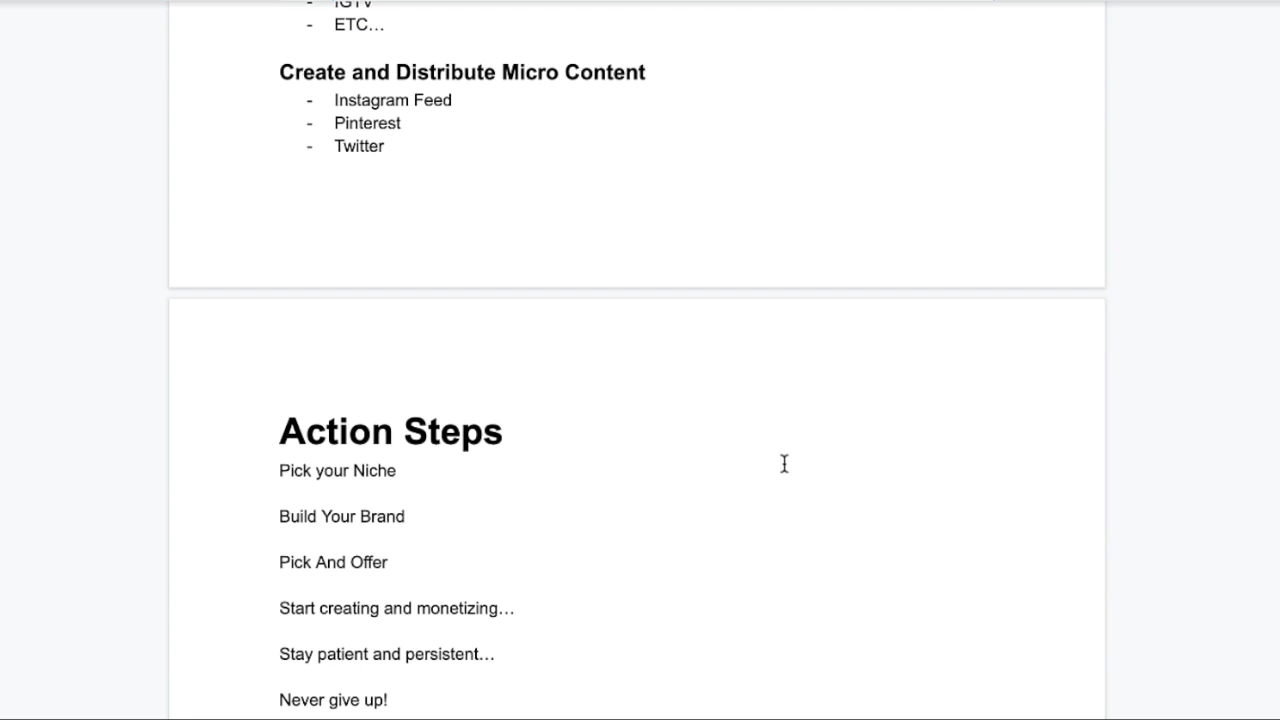 - IGTV
- ETC…
Create and Distribute Micro Content
- Instagram Feed
- Pinterest
- Twitter
Action Steps
Pick your Niche
Build Your Brand
Pick And Offer
Start creating and monetizing…
Stay patient and persistent…
Never give up!